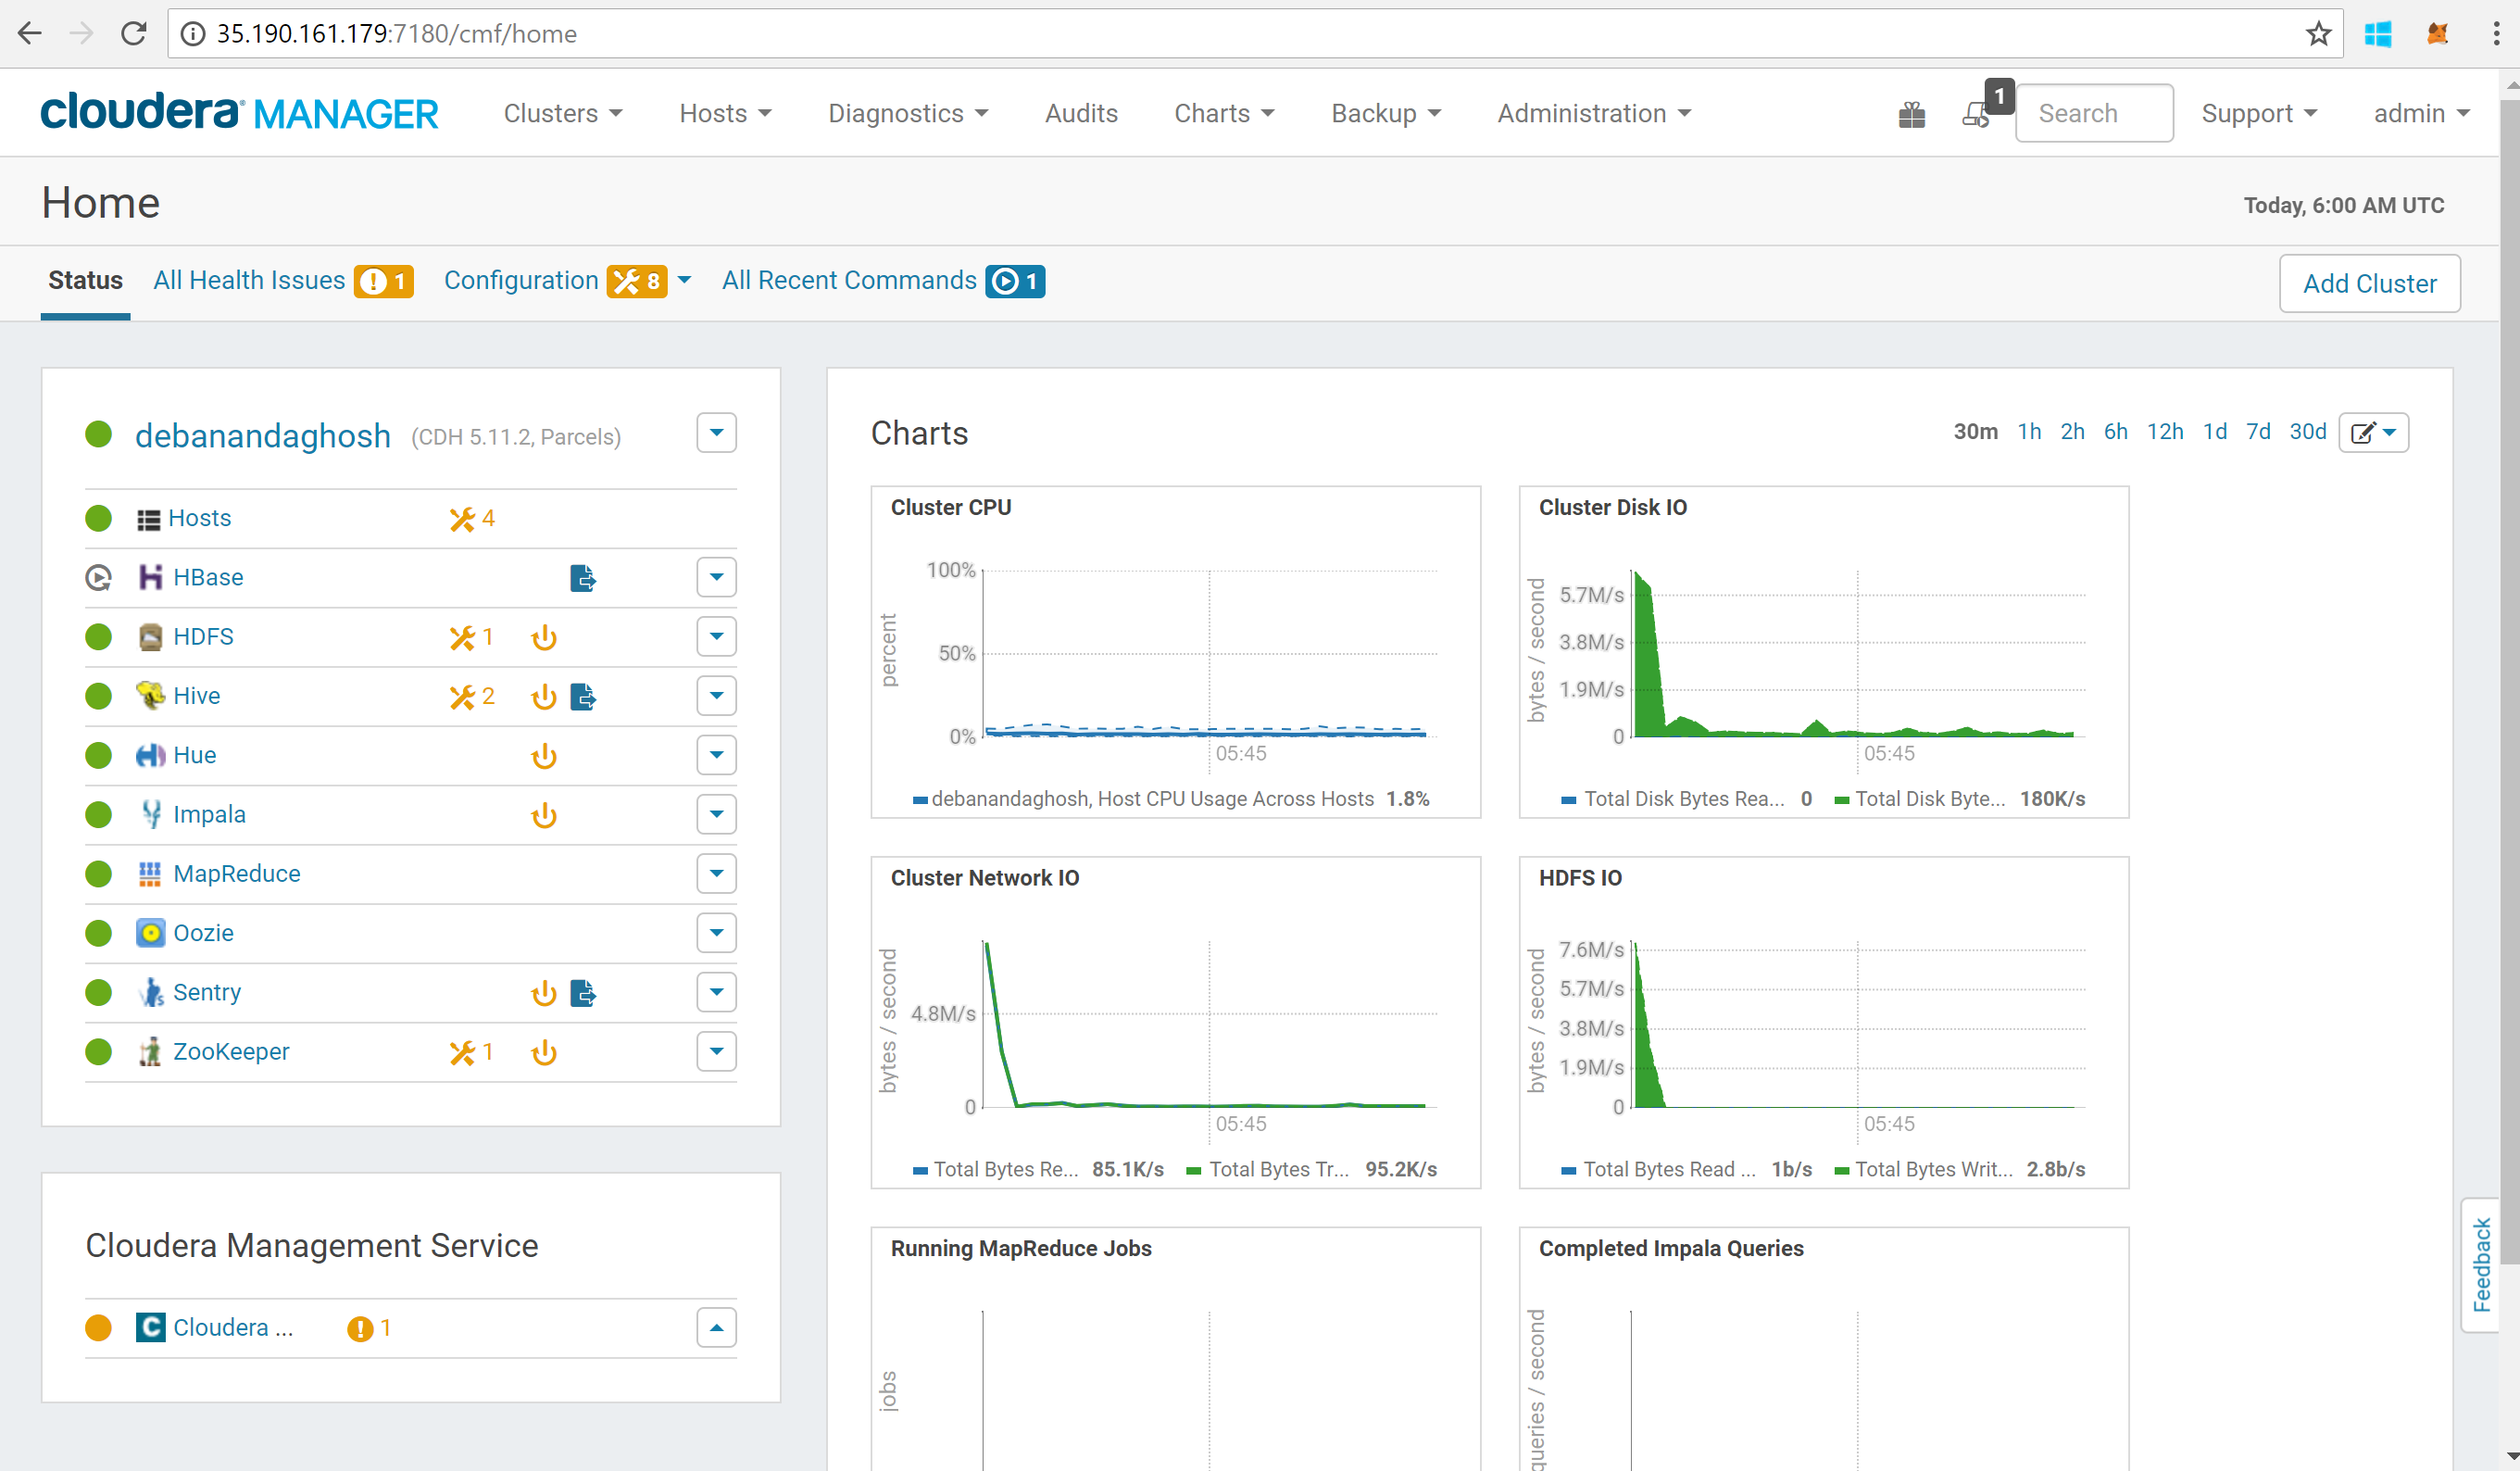 35.190.161.179:7180/cmf/home
cloudera MANAGER Clusters Hosts Diagnostics Audits Charts Backup Administration 1 Search Support admin
Home Today, 6:00 AM UTC
Status All Health Issues 1 Configuration 8 All Recent Commands 1 Add Cluster
debanandaghosh (CDH 5.11.2, Parcels)
Hosts 4
HBase
HDFS 1
Hive 2
Hue
Impala
MapReduce
Oozie
Sentry
ZooKeeper 1
Cloudera Management Service
C Cloudera ... 1
Charts 30m 1h 2h 6h 12h 1d 7d 30d
Cluster CPU
percent
100%
50%
0%
05:45
debanandaghosh, Host CPU Usage Across Hosts 1.8%
Cluster Disk IO
bytes / second
5.7M/s
3.8M/s
1.9M/s
0
05:45
Total Disk Bytes Rea... 0 Total Disk Byte... 180K/s
Cluster Network IO
bytes / second
4.8M/s
0
05:45
Total Bytes Re... 85.1K/s Total Bytes Tr... 95.2K/s
HDFS IO
bytes / second
7.6M/s
5.7M/s
3.8M/s
1.9M/s
0
05:45
Total Bytes Read ... 1b/s Total Bytes Writ... 2.8b/s
Running MapReduce Jobs
jobs
Completed Impala Queries
queries / second
Feedback